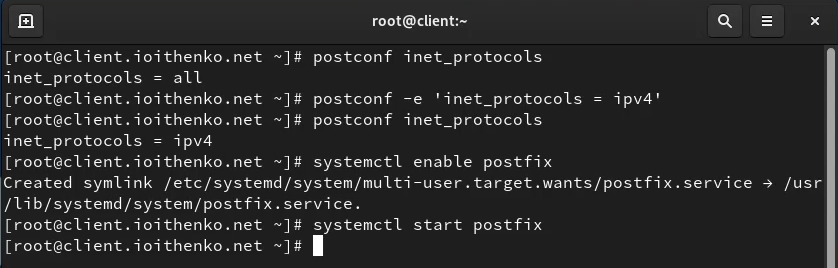 root@client:~
[root@client.ioithenko.net ~]# postconf inet_protocols
inet_protocols = all
[root@client.ioithenko.net ~]# postconf -e 'inet_protocols = ipv4'
[root@client.ioithenko.net ~]# postconf inet_protocols
inet_protocols = ipv4
[root@client.ioithenko.net ~]# systemctl enable postfix
Created symlink /etc/systemd/system/multi-user.target.wants/postfix.service → /usr
/lib/systemd/system/postfix.service.
[root@client.ioithenko.net ~]# systemctl start postfix
[root@client.ioithenko.net ~]#